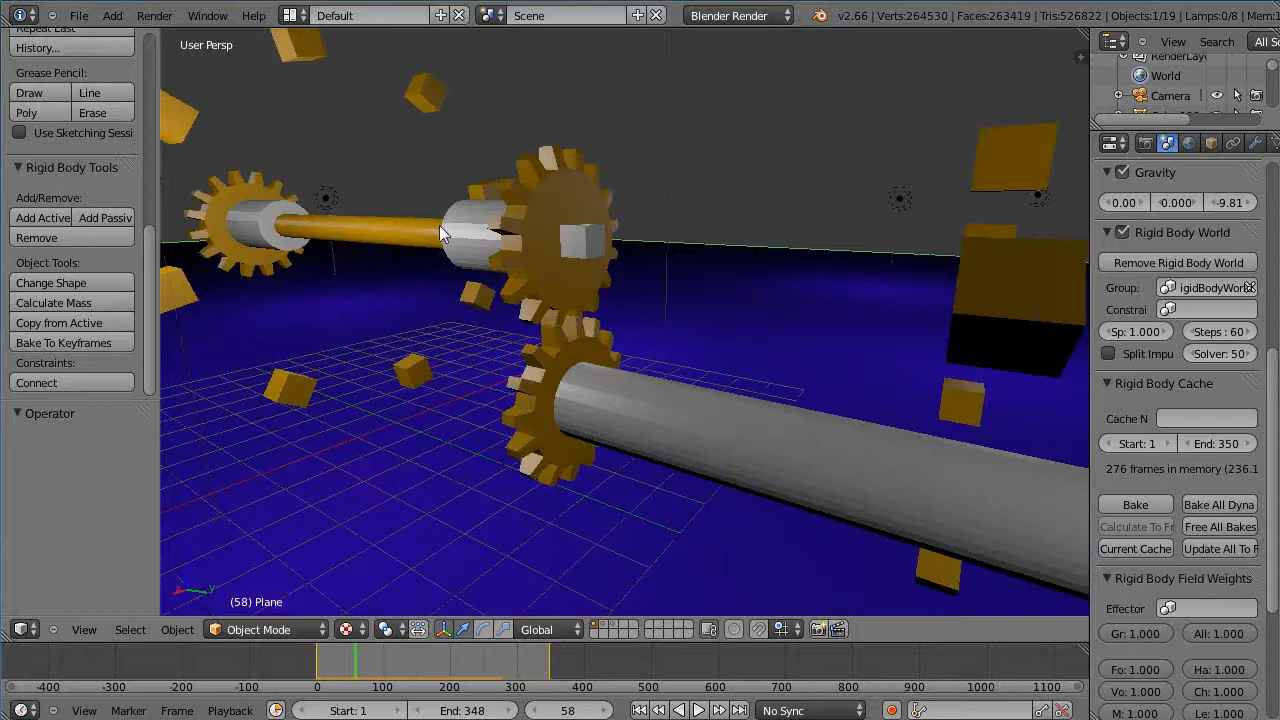 File Add Render Window Help Default Scene Blender Render v2.66 | Verts:264530 | Faces:263419 | Tris:526822 | Objects:1/19 | Lamps:0/8 | Mem:1
Repeat Last
History...
Grease Pencil:
Draw Line
Poly Erase
Use Sketching Sessi
Rigid Body Tools
Add/Remove:
Add Active Add Passiv
Remove
Object Tools:
Change Shape
Calculate Mass
Copy from Active
Bake To Keyframes
Constraints:
Connect
Operator
User Persp
(58) Plane
View Search All S
RenderLay
World
Camera
Gravity
0.00 0.000 -9.81
Rigid Body World
Remove Rigid Body World
Group: igidBodyWorl
Constrai
Sp: 1.000 Steps : 60
Split Impu Solver: 50
Rigid Body Cache
Cache N
Start: 1 End: 350
276 frames in memory (236.1
Bake Bake All Dyna
Calculate To Fr Free All Bakes
Current Cache Update All To F
Rigid Body Field Weights
Effector
Gr: 1.000 All: 1.000
Fo: 1.000 Ha: 1.000
Vo: 1.000 Ch: 1.000
M: 1.000 Le: 1.000
View Select Object Object Mode Global
-400 -300 -200 -100 0 100 200 300 400 500 600 700 800 900 1000 1100
View Marker Frame Playback Start: 1 End: 348 58 No Sync